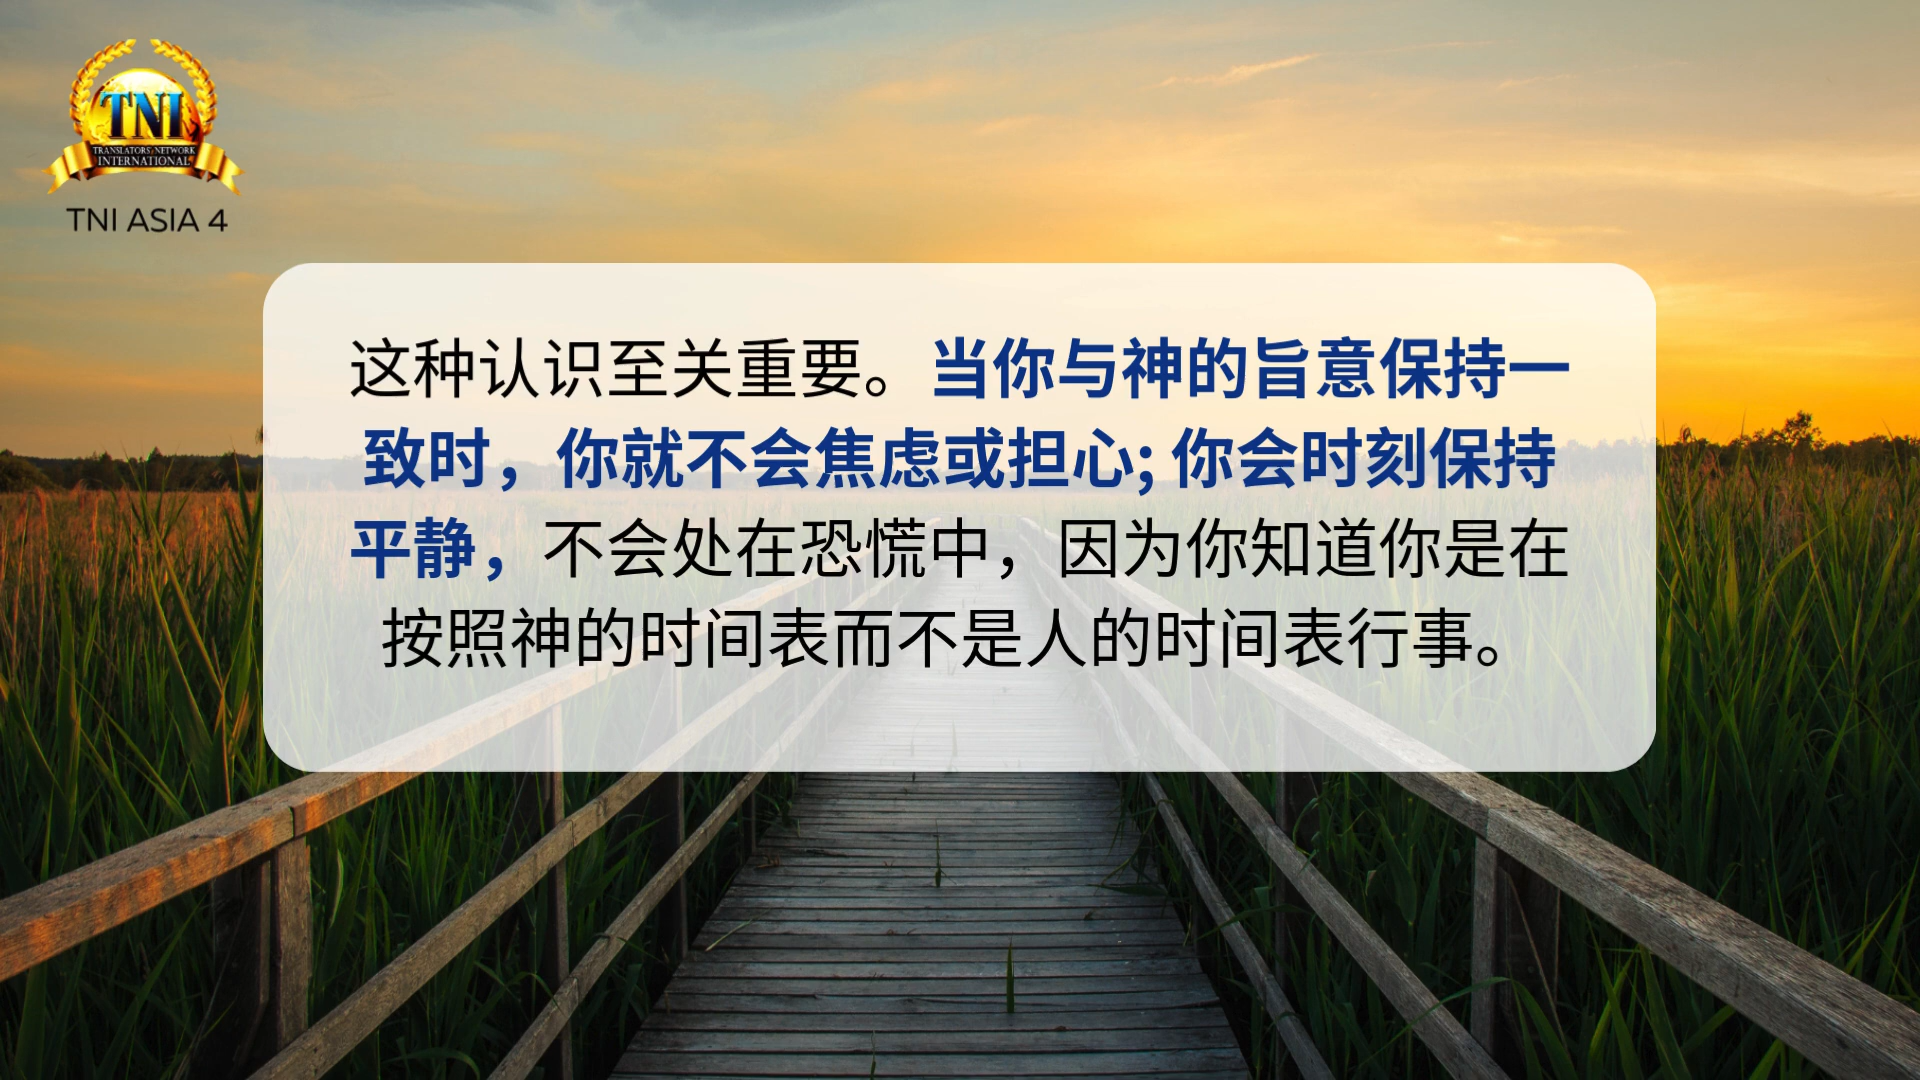 TNI
TRANSLATORS' NETWORK
INTERNATIONAL
TNI ASIA 4
这种认识至关重要。当你与神的旨意保持一
致时，你就不会焦虑或担心; 你会时刻保持
平静，不会处在恐慌中，因为你知道你是在
按照神的时间表而不是人的时间表行事。